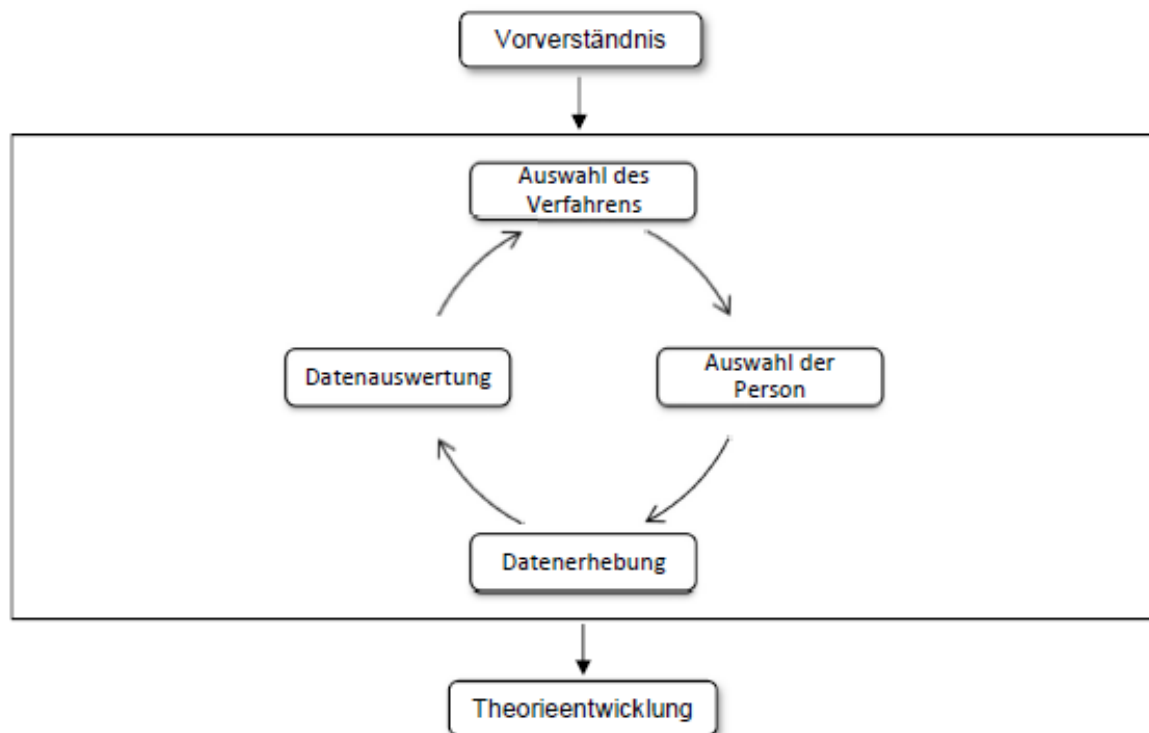 Vorverständnis
Auswahl des
Verfahrens
Datenauswertung
Auswahl der
Person
Datenerhebung
Theorieentwicklung